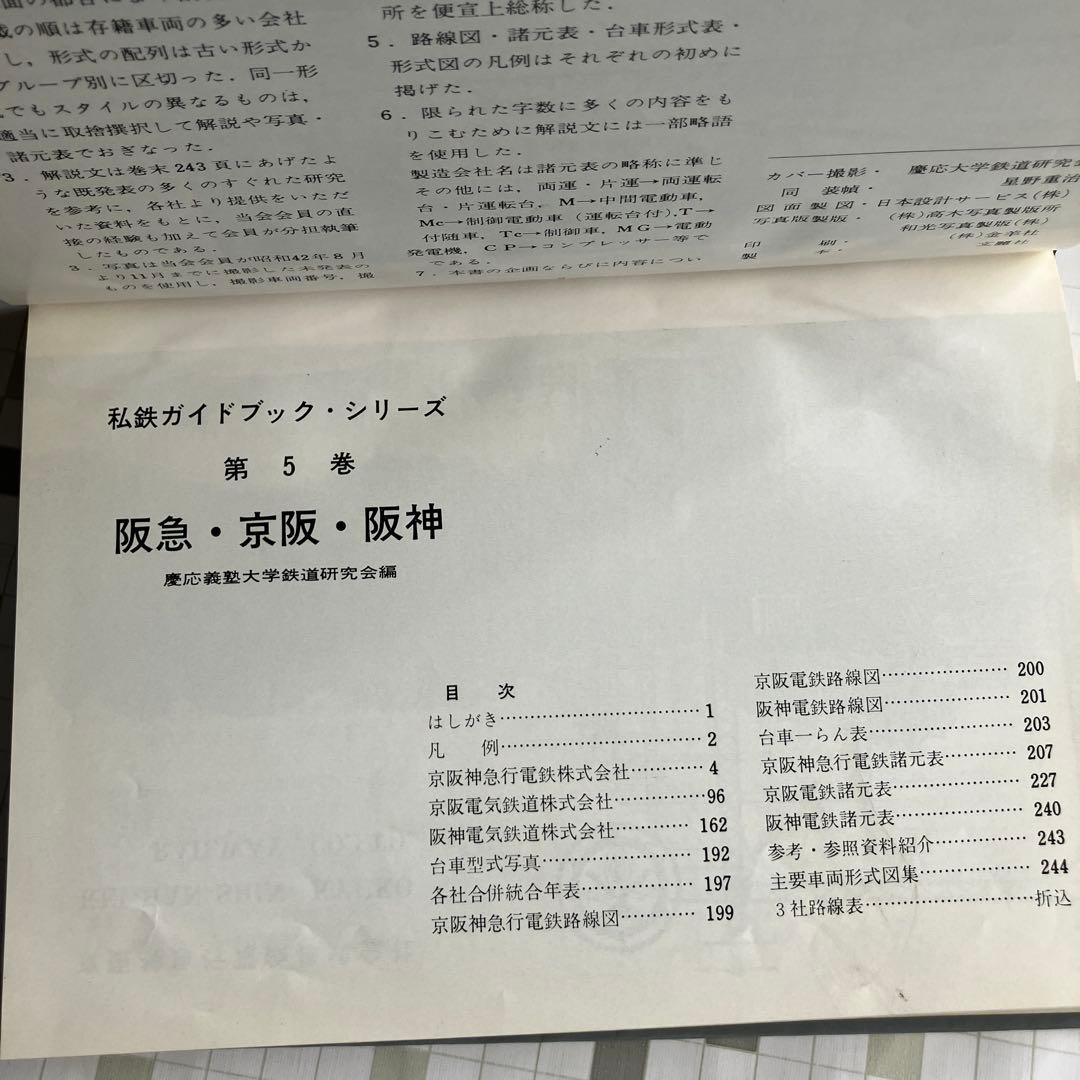 歳の順は存籍車両の多い会社
し，形式の配列は古い形式か
グループ別に区切った．同一形
でもスタイルの異なるものは，
適当に取捨撰択して解説や写真・
諸元表でおぎなった．
3．解説文は巻末243頁にあげたよ
うな既発表の多くのすぐれた研究
を参考に，各社より提供をいただ
いた資料をもとに，当会会員の直
接の経験も加えて会員が分担執筆
したものである．
3．写真は当会会員が昭和42年8月
より11月までに撮影した未発表の
ものを使用し，撮影車両番号，撮
所を便宜上総称した．
5．路線図・諸元表・台車形式表・
形式図の凡例はそれぞれの初めに
掲げた．
6．限られた字数に多くの内容をも
りこむために解説文には一部略語
を使用した．
製造会社名は諸元表の略称に準じ
その他には，両運・片運→両運転
台・片運転台，M→中間電動車，
Mc→制御電動車（運転台付），T→
付随車，Tc→制御車，MG→電動
発電機，CP→コンプレッサー等で
である．
7．本書の企画ならびに内容につい
カバー撮影・慶応大学鉄道研究会
同 装幀・星野重治
図面製図・日本設計サービス(株)
写真版製版・(株)高木写真製版所
和光写真製版(株)
印刷・(株)金羊社
製本・文勝社
私鉄ガイドブック・シリーズ
第 5 巻
阪急・京阪・阪神
慶応義塾大学鉄道研究会編
目 次
はしがき……………………………1
凡 例……………………………2
京阪神急行電鉄株式会社…………4
京阪電気鉄道株式会社……………96
阪神電気鉄道株式会社…………162
台車型式写真……………………192
各社合併統合年表………………197
京阪神急行電鉄路線図…………199
京阪電鉄路線図…………………200
阪神電鉄路線図…………………201
台車一らん表……………………203
京阪神急行電鉄諸元表…………207
京阪電鉄諸元表…………………227
阪神電鉄諸元表…………………240
参考・参照資料紹介……………243
主要車両形式図集………………244
3社路線表………………………折込